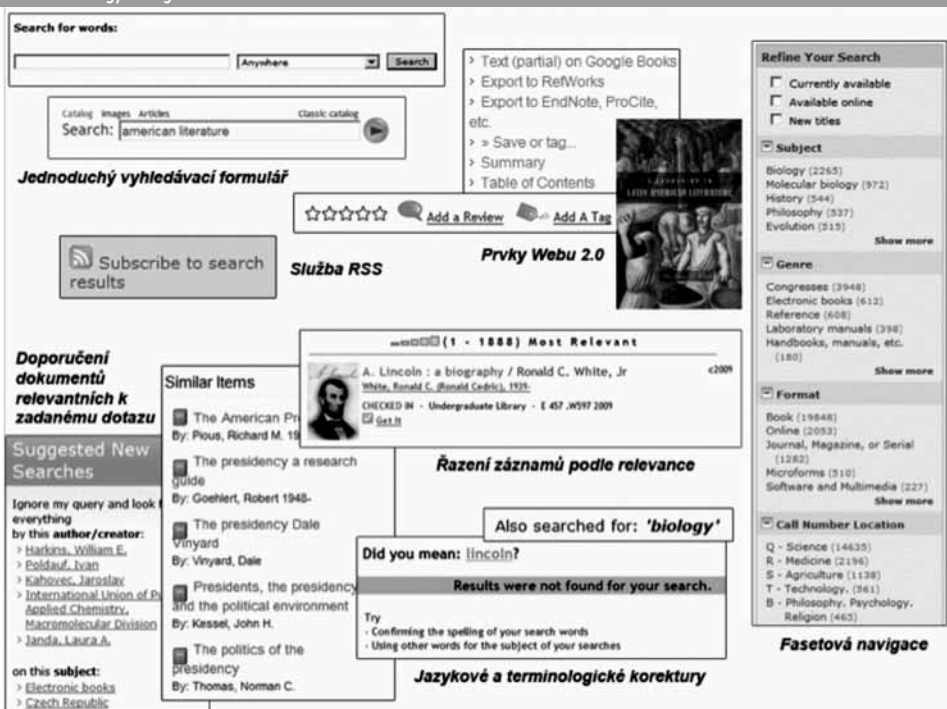 Search for words:
Anywhere
Search
Catalog Images Articles
Classic catalog
Search: american literature
Jednoduchý vyhledávací formulář
› Text (partial) on Google Books
› Export to RefWorks
› Export to EndNote, ProCite,
etc.
› » Save or tag...
› Summary
› Table of Contents
LATIN AMERICAN LITERATURE
Add a Review
Add A Tag
Prvky Webu 2.0
Subscribe to search
results
Služba RSS
Refine Your Search
Currently available
Available online
New titles
Subject
Biology (2265)
Molecular biology (972)
History (544)
Philosophy (537)
Evolution (515)
Show more
Genre
Congresses (3948)
Electronic books (612)
Reference (608)
Laboratory manuals (398)
Handbooks, manuals, etc.
(180)
Show more
Format
Book (19848)
Online (2053)
Journal, Magazine, or Serial
(1282)
Microforms (510)
Software and Multimedia (227)
Show more
Call Number Location
Q - Science (14635)
R - Medicine (2196)
S - Agriculture (1138)
T - Technology. (561)
B - Philosophy, Psychology,
Religion (465)
Fasetová navigace
Doporučení
dokumentů
relevantních k
zadanému dotazu
Suggested New
Searches
Ignore my query and look
everything
by this author/creator:
› Harkins, William E.
› Poldauf, Ivan
› Kahovec, Jaroslav
› International Union of
Applied Chemistry.
Macromolecular Division
› Janda, Laura A.
on this subject:
› Electronic books
› Czech Republic
Similar Items
The American
By: Pious, Richard M.
The presidency a research
guide
By: Goehlert, Robert 1948-
The presidency Dale
Vinyard
By: Vinyard, Dale
Presidents, the presidency
and the political environment
By: Kessel, John H.
The politics of the
presidency
By: Thomas, Norman C.
(1 - 1888) Most Relevant
A. Lincoln : a biography / Ronald C. White, Jr
c2009
White, Ronald C. (Ronald Cedric), 1939-
CHECKED IN - Undergraduate Library - E 457 .W597 2009
Get It
Řazení záznamů podle relevance
Also searched for: 'biology'
Did you mean: lincoln?
Results were not found for your search.
Try
- Confirming the spelling of your search words
- Using other words for the subject of your searches
Jazykové a terminologické korektury